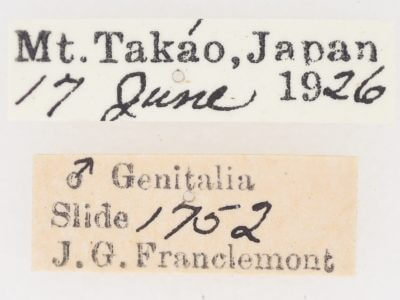 Mt. Takáo, Japan
17 June 1926
♂ Genitalia
Slide 1752
J. G. Franclemont